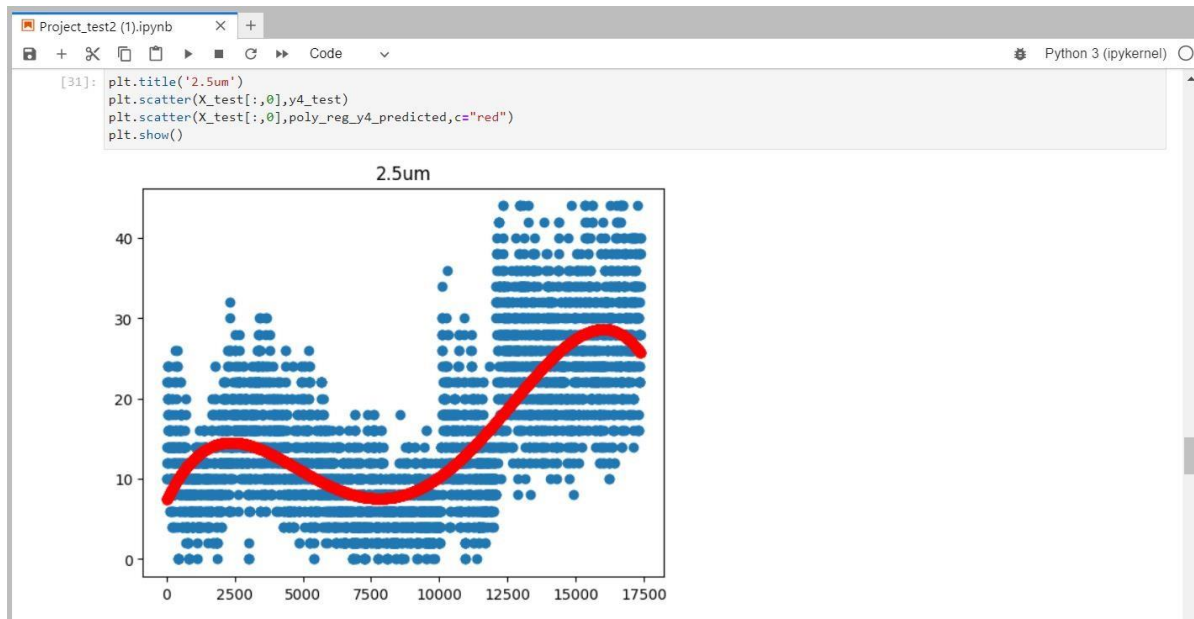 Project_test2 (1).ipynb
Code
Python 3 (ipykernel)
[31]: plt.title('2.5um')
plt.scatter(X_test[:,0],y4_test)
plt.scatter(X_test[:,0],poly_reg_y4_predicted,c="red")
plt.show()
2.5um
40
30
20
10
0
0 2500 5000 7500 10000 12500 15000 17500